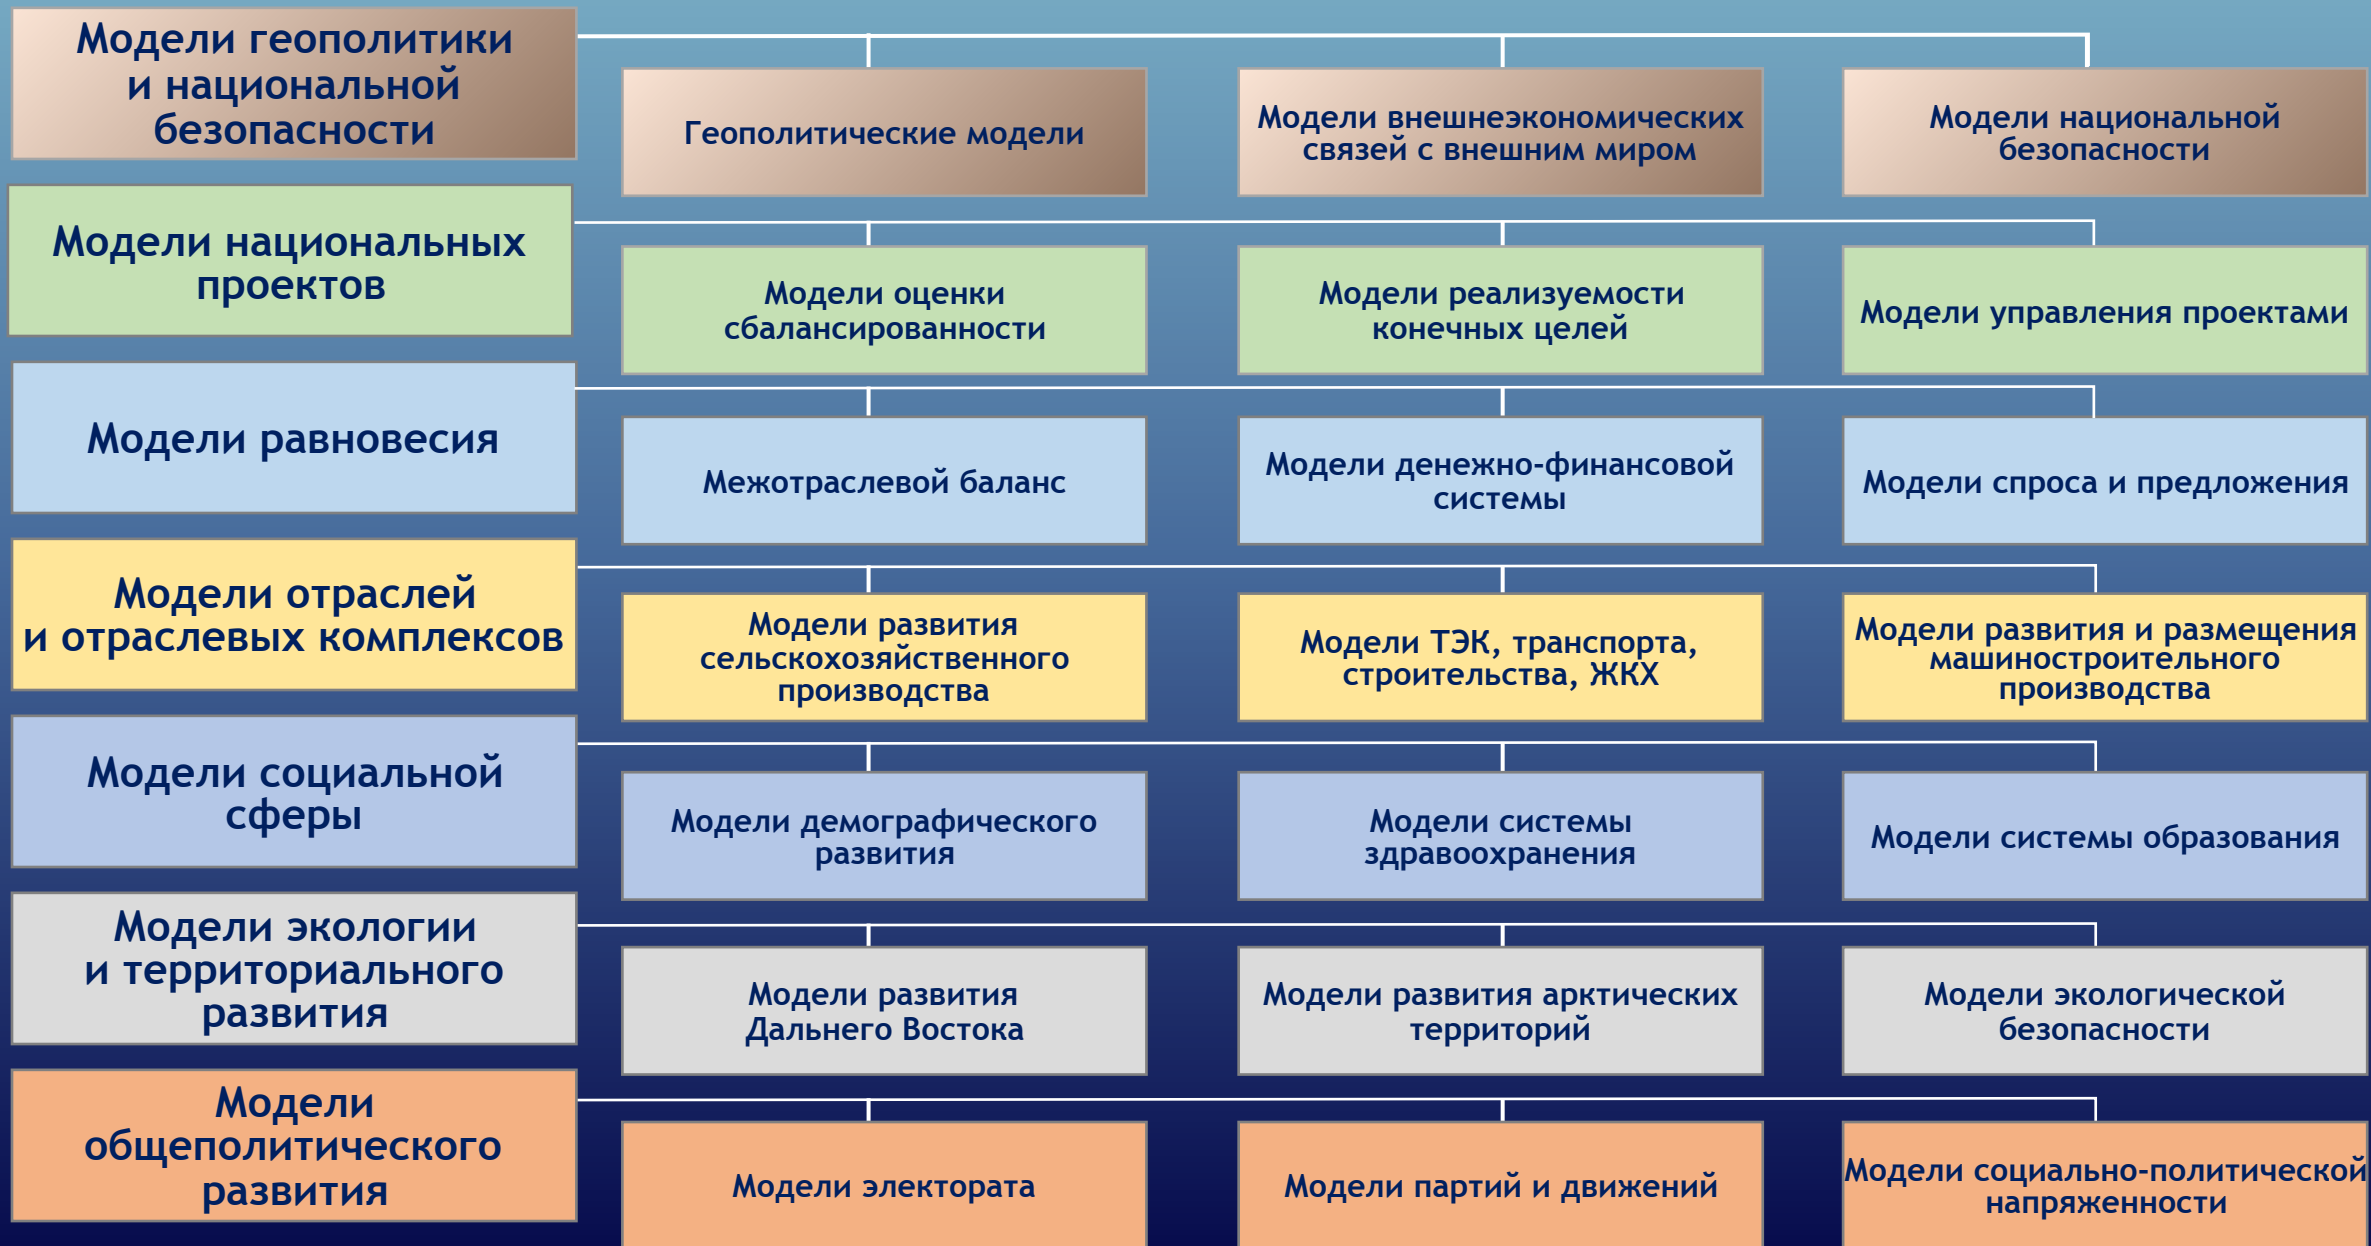 Модели геополитики
и национальной
безопасности
Геополитические модели
Модели внешнеэкономических
связей с внешним миром
Модели национальной
безопасности
Модели национальных
проектов
Модели оценки
сбалансированности
Модели реализуемости
конечных целей
Модели управления проектами
Модели равновесия
Межотраслевой баланс
Модели денежно-финансовой
системы
Модели спроса и предложения
Модели отраслей
и отраслевых комплексов
Модели развития
сельскохозяйственного
производства
Модели ТЭК, транспорта,
строительства, ЖКХ
Модели развития и размещения
машиностроительного
производства
Модели социальной
сферы
Модели демографического
развития
Модели системы
здравоохранения
Модели системы образования
Модели экологии
и территориального
развития
Модели развития
Дальнего Востока
Модели развития арктических
территорий
Модели экологической
безопасности
Модели
общеполитического
развития
Модели электората
Модели партий и движений
Модели социально-политической
напряженности